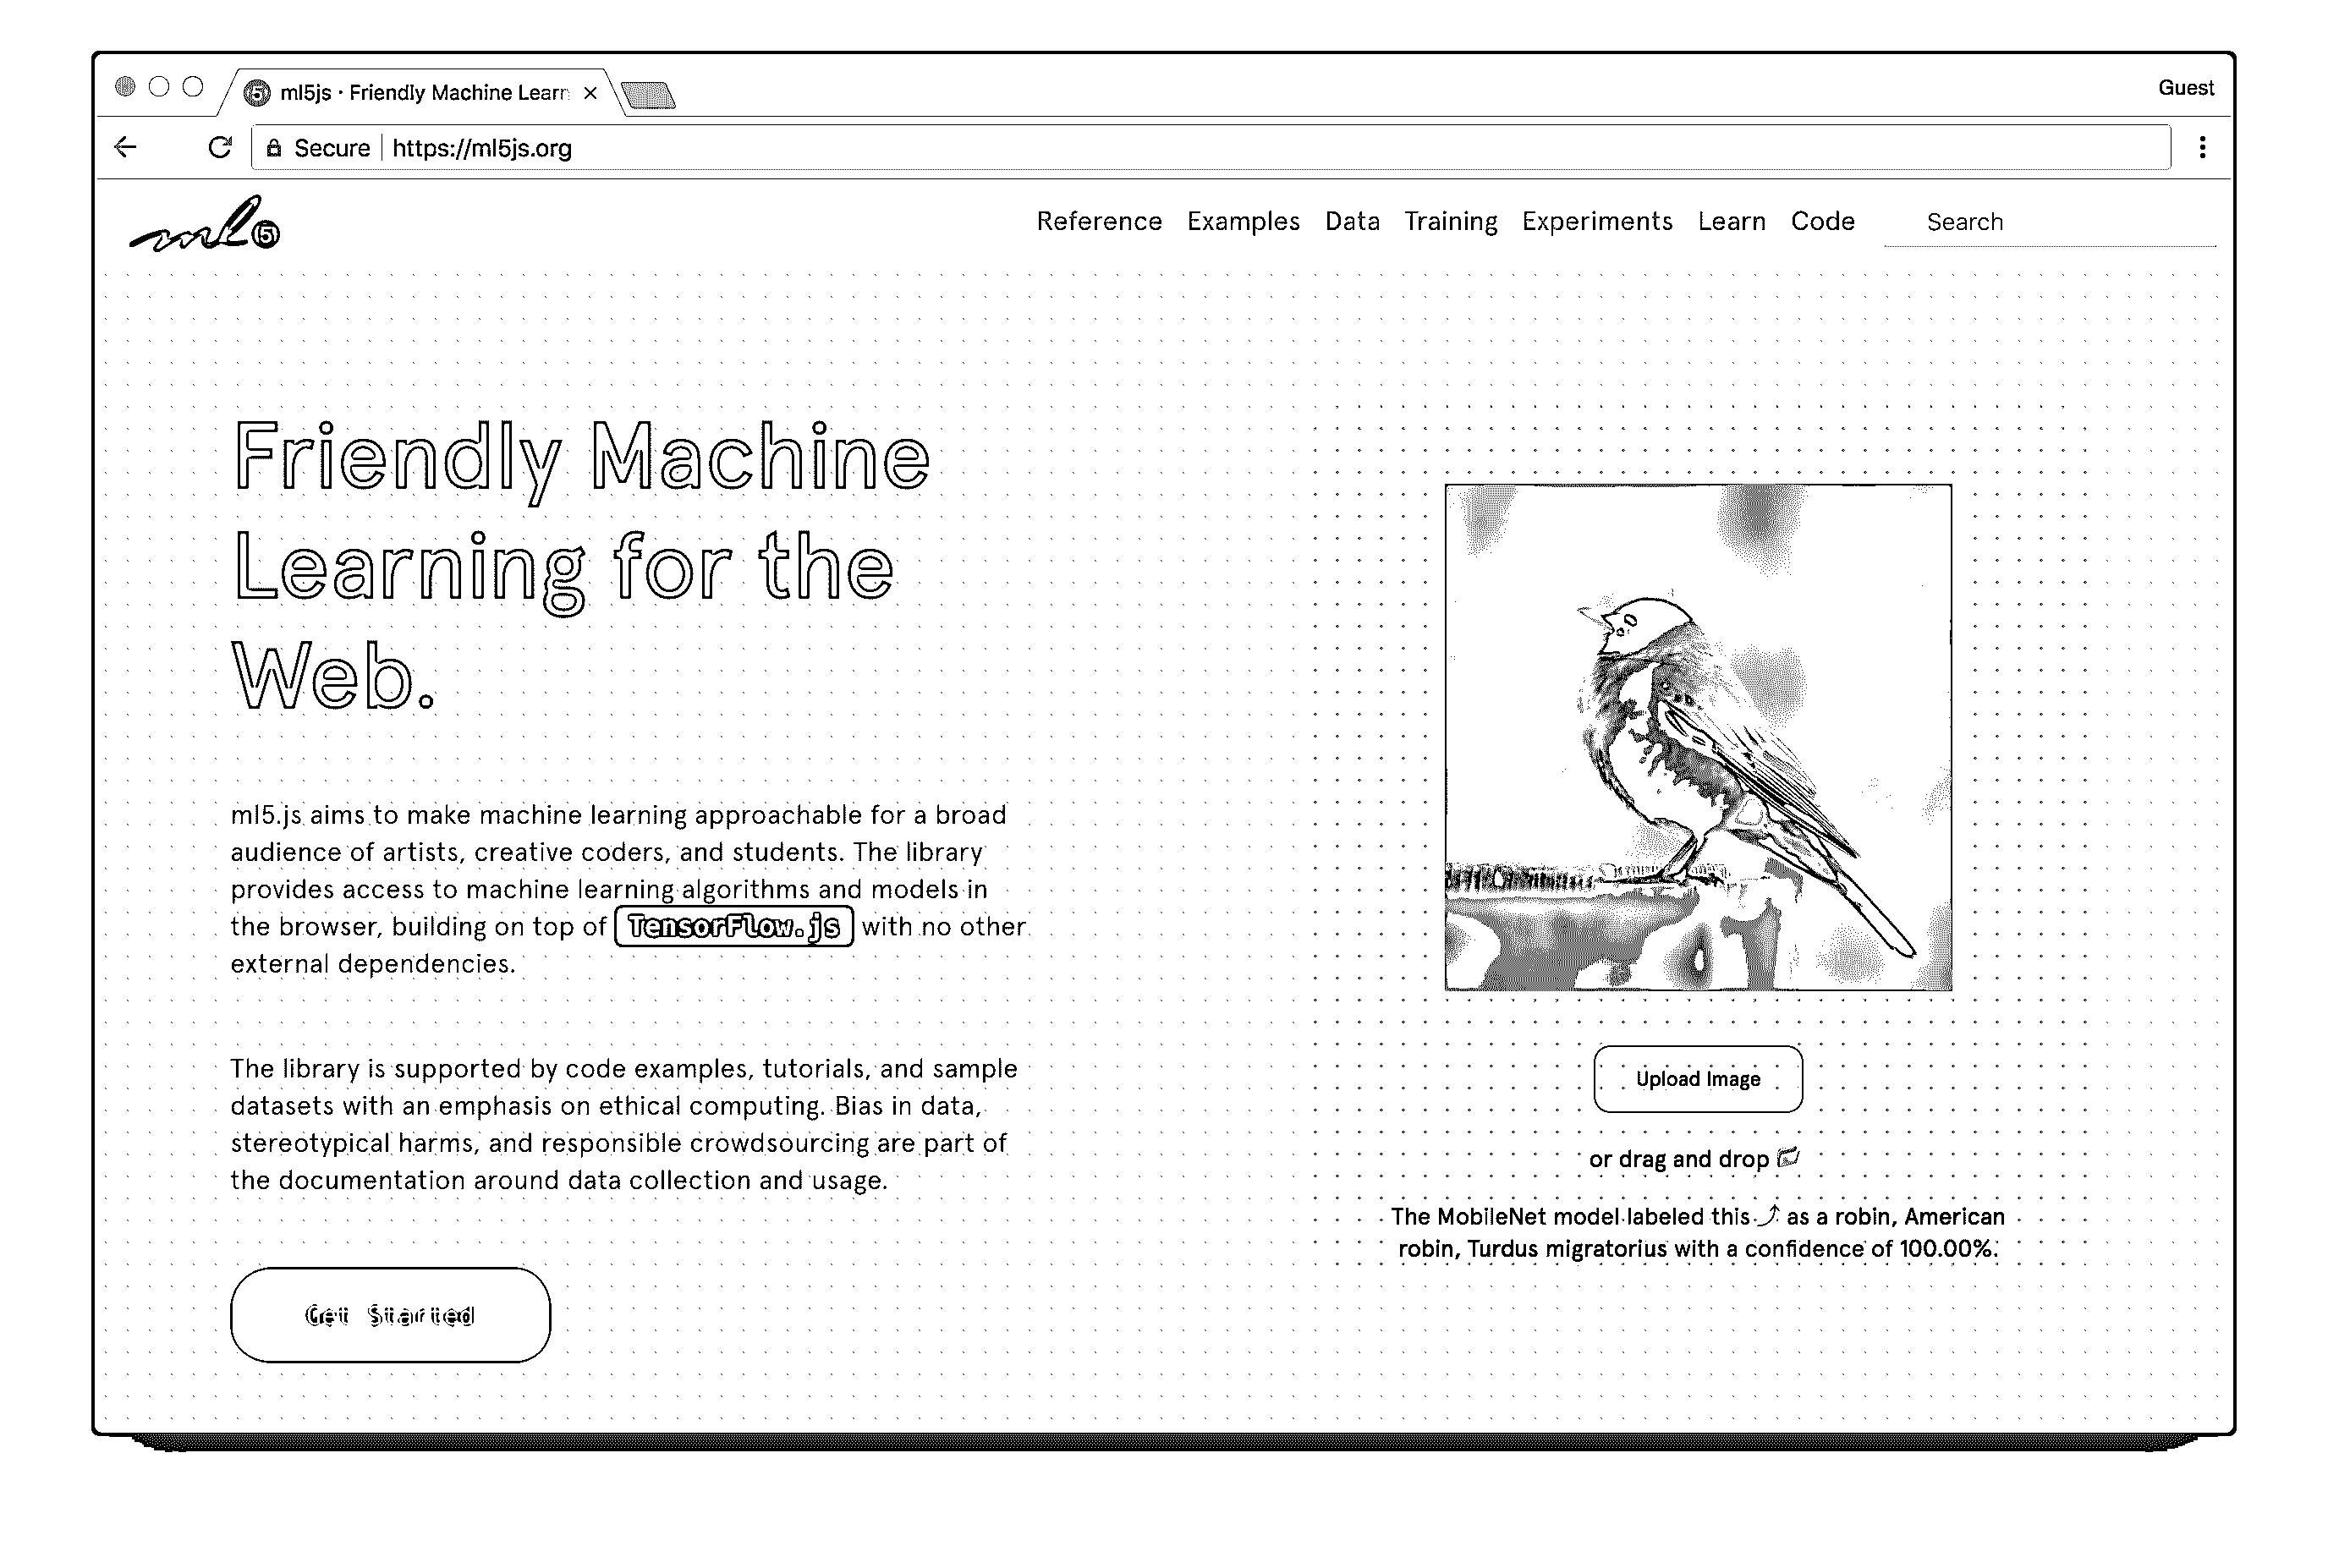 ml5js · Friendly Machine Learn
Guest
Secure https://ml5js.org
ml5
Reference Examples Data Training Experiments Learn Code Search
Friendly Machine
Learning for the
Web.
ml5.js aims to make machine learning approachable for a broad
audience of artists, creative coders, and students. The library
provides access to machine learning algorithms and models in
the browser, building on top of TensorFlow.js with no other
external dependencies.
The library is supported by code examples, tutorials, and sample
datasets with an emphasis on ethical computing. Bias in data,
stereotypical harms, and responsible crowdsourcing are part of
the documentation around data collection and usage.
Get Started
Upload Image
or drag and drop
The MobileNet model labeled this ⤴ as a robin, American
robin, Turdus migratorius with a confidence of 100.00%.